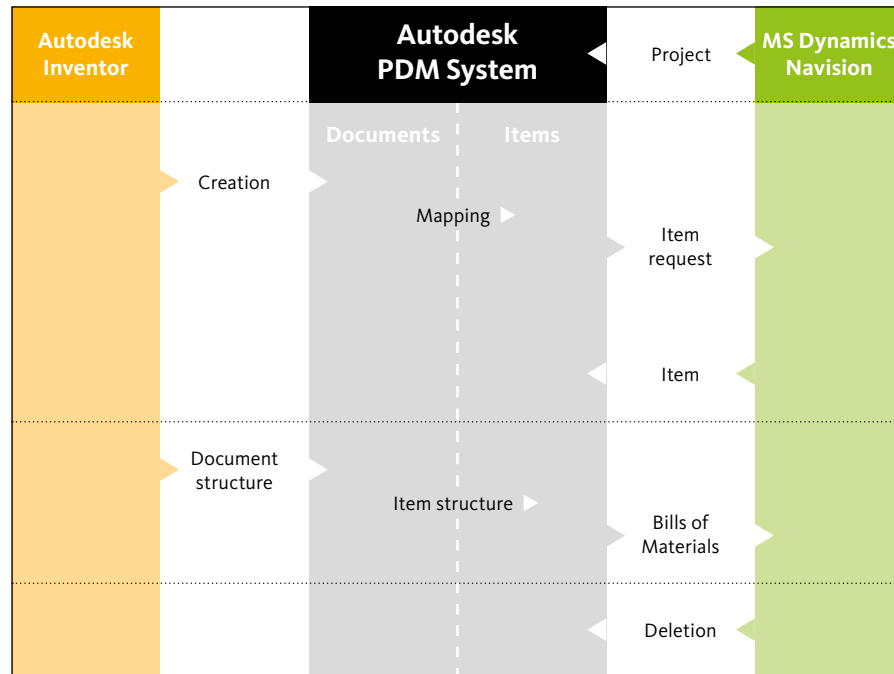 Autodesk
Inventor
Autodesk
PDM System
Project
MS Dynamics
Navision
Documents
Items
Creation
Mapping
Item
request
Item
Document
structure
Item structure
Bills of
Materials
Deletion